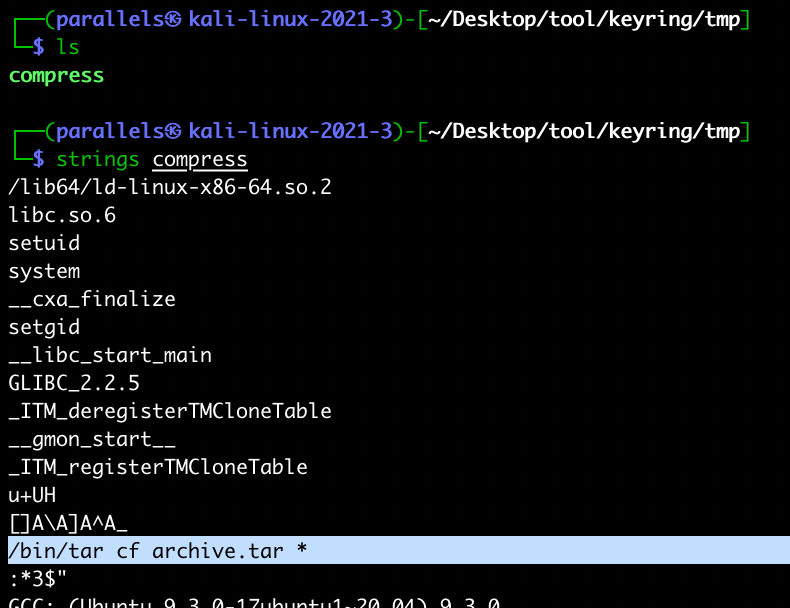 ┌──(parallels㉿kali-linux-2021-3)-[~/Desktop/tool/keyring/tmp]
└─$ ls
compress
┌──(parallels㉿kali-linux-2021-3)-[~/Desktop/tool/keyring/tmp]
└─$ strings compress
/lib64/ld-linux-x86-64.so.2
libc.so.6
setuid
system
__cxa_finalize
setgid
__libc_start_main
GLIBC_2.2.5
_ITM_deregisterTMCloneTable
__gmon_start__
_ITM_registerTMCloneTable
u+UH
[]A\A]A^A_
/bin/tar cf archive.tar *
:*3$"
GCC: (Ubuntu 9.3.0-17ubuntu1~20.04) 9.3.0